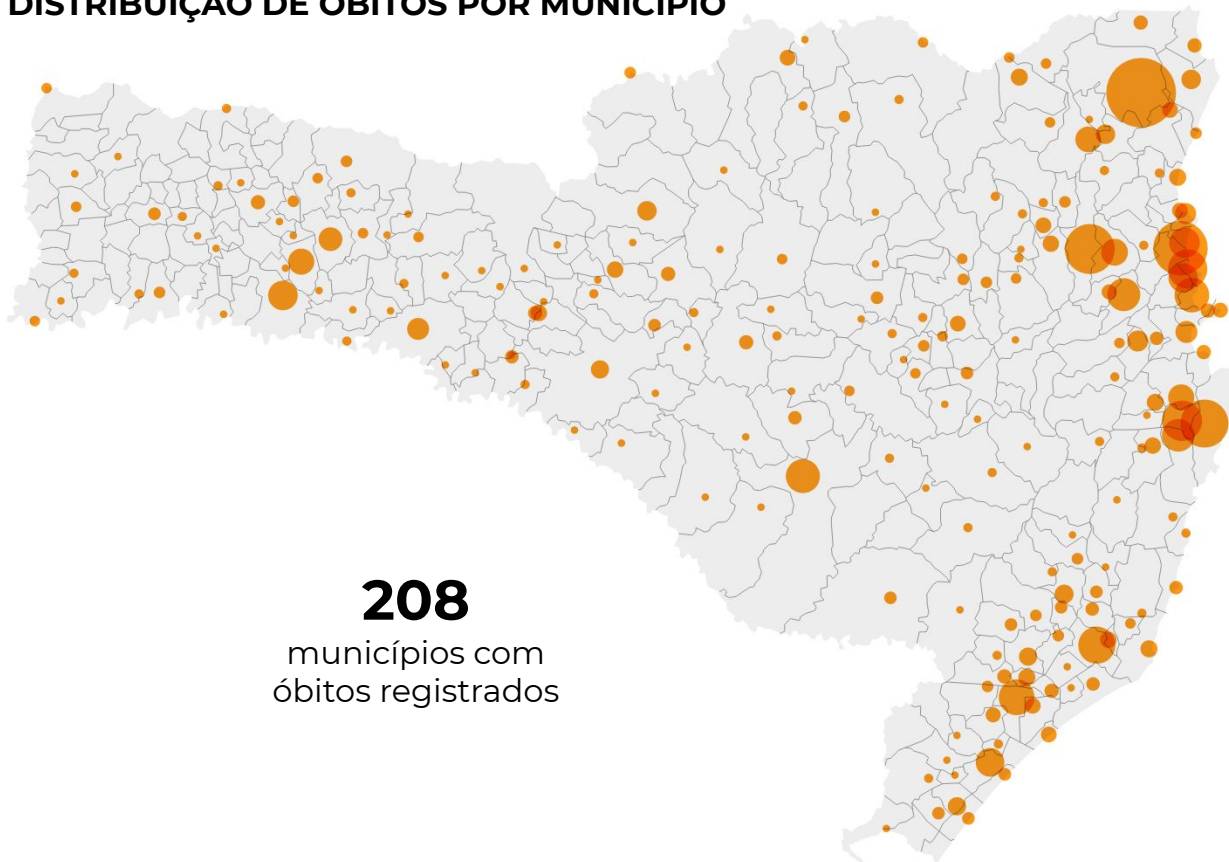 DISTRIBUIÇÃO DE ÓBITOS POR MUNICÍPIO
208
municípios com
óbitos registrados